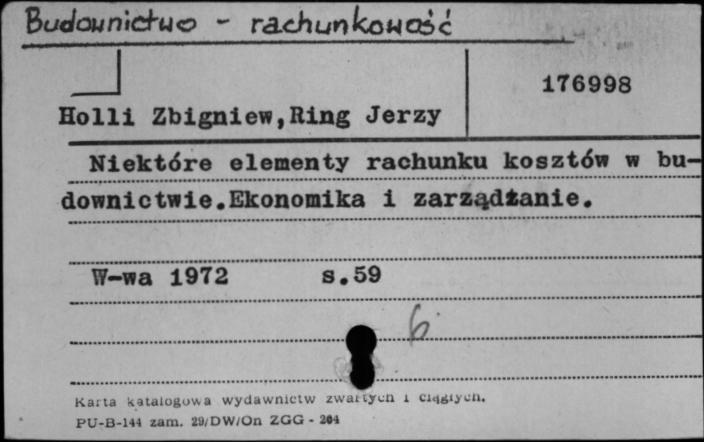 Budownictwo - rachunkowość
176998
Holli Zbigniew,Ring Jerzy
Niektóre elementy rachunku kosztów w bu-
downictwie.Ekonomika i zarządzanie.
W-wa 1972 s.59
6
Karta katalogowa wydawnictw zwartych i ciągłych.
PU-B-144 zam. 29/DW/On ZGG - 204